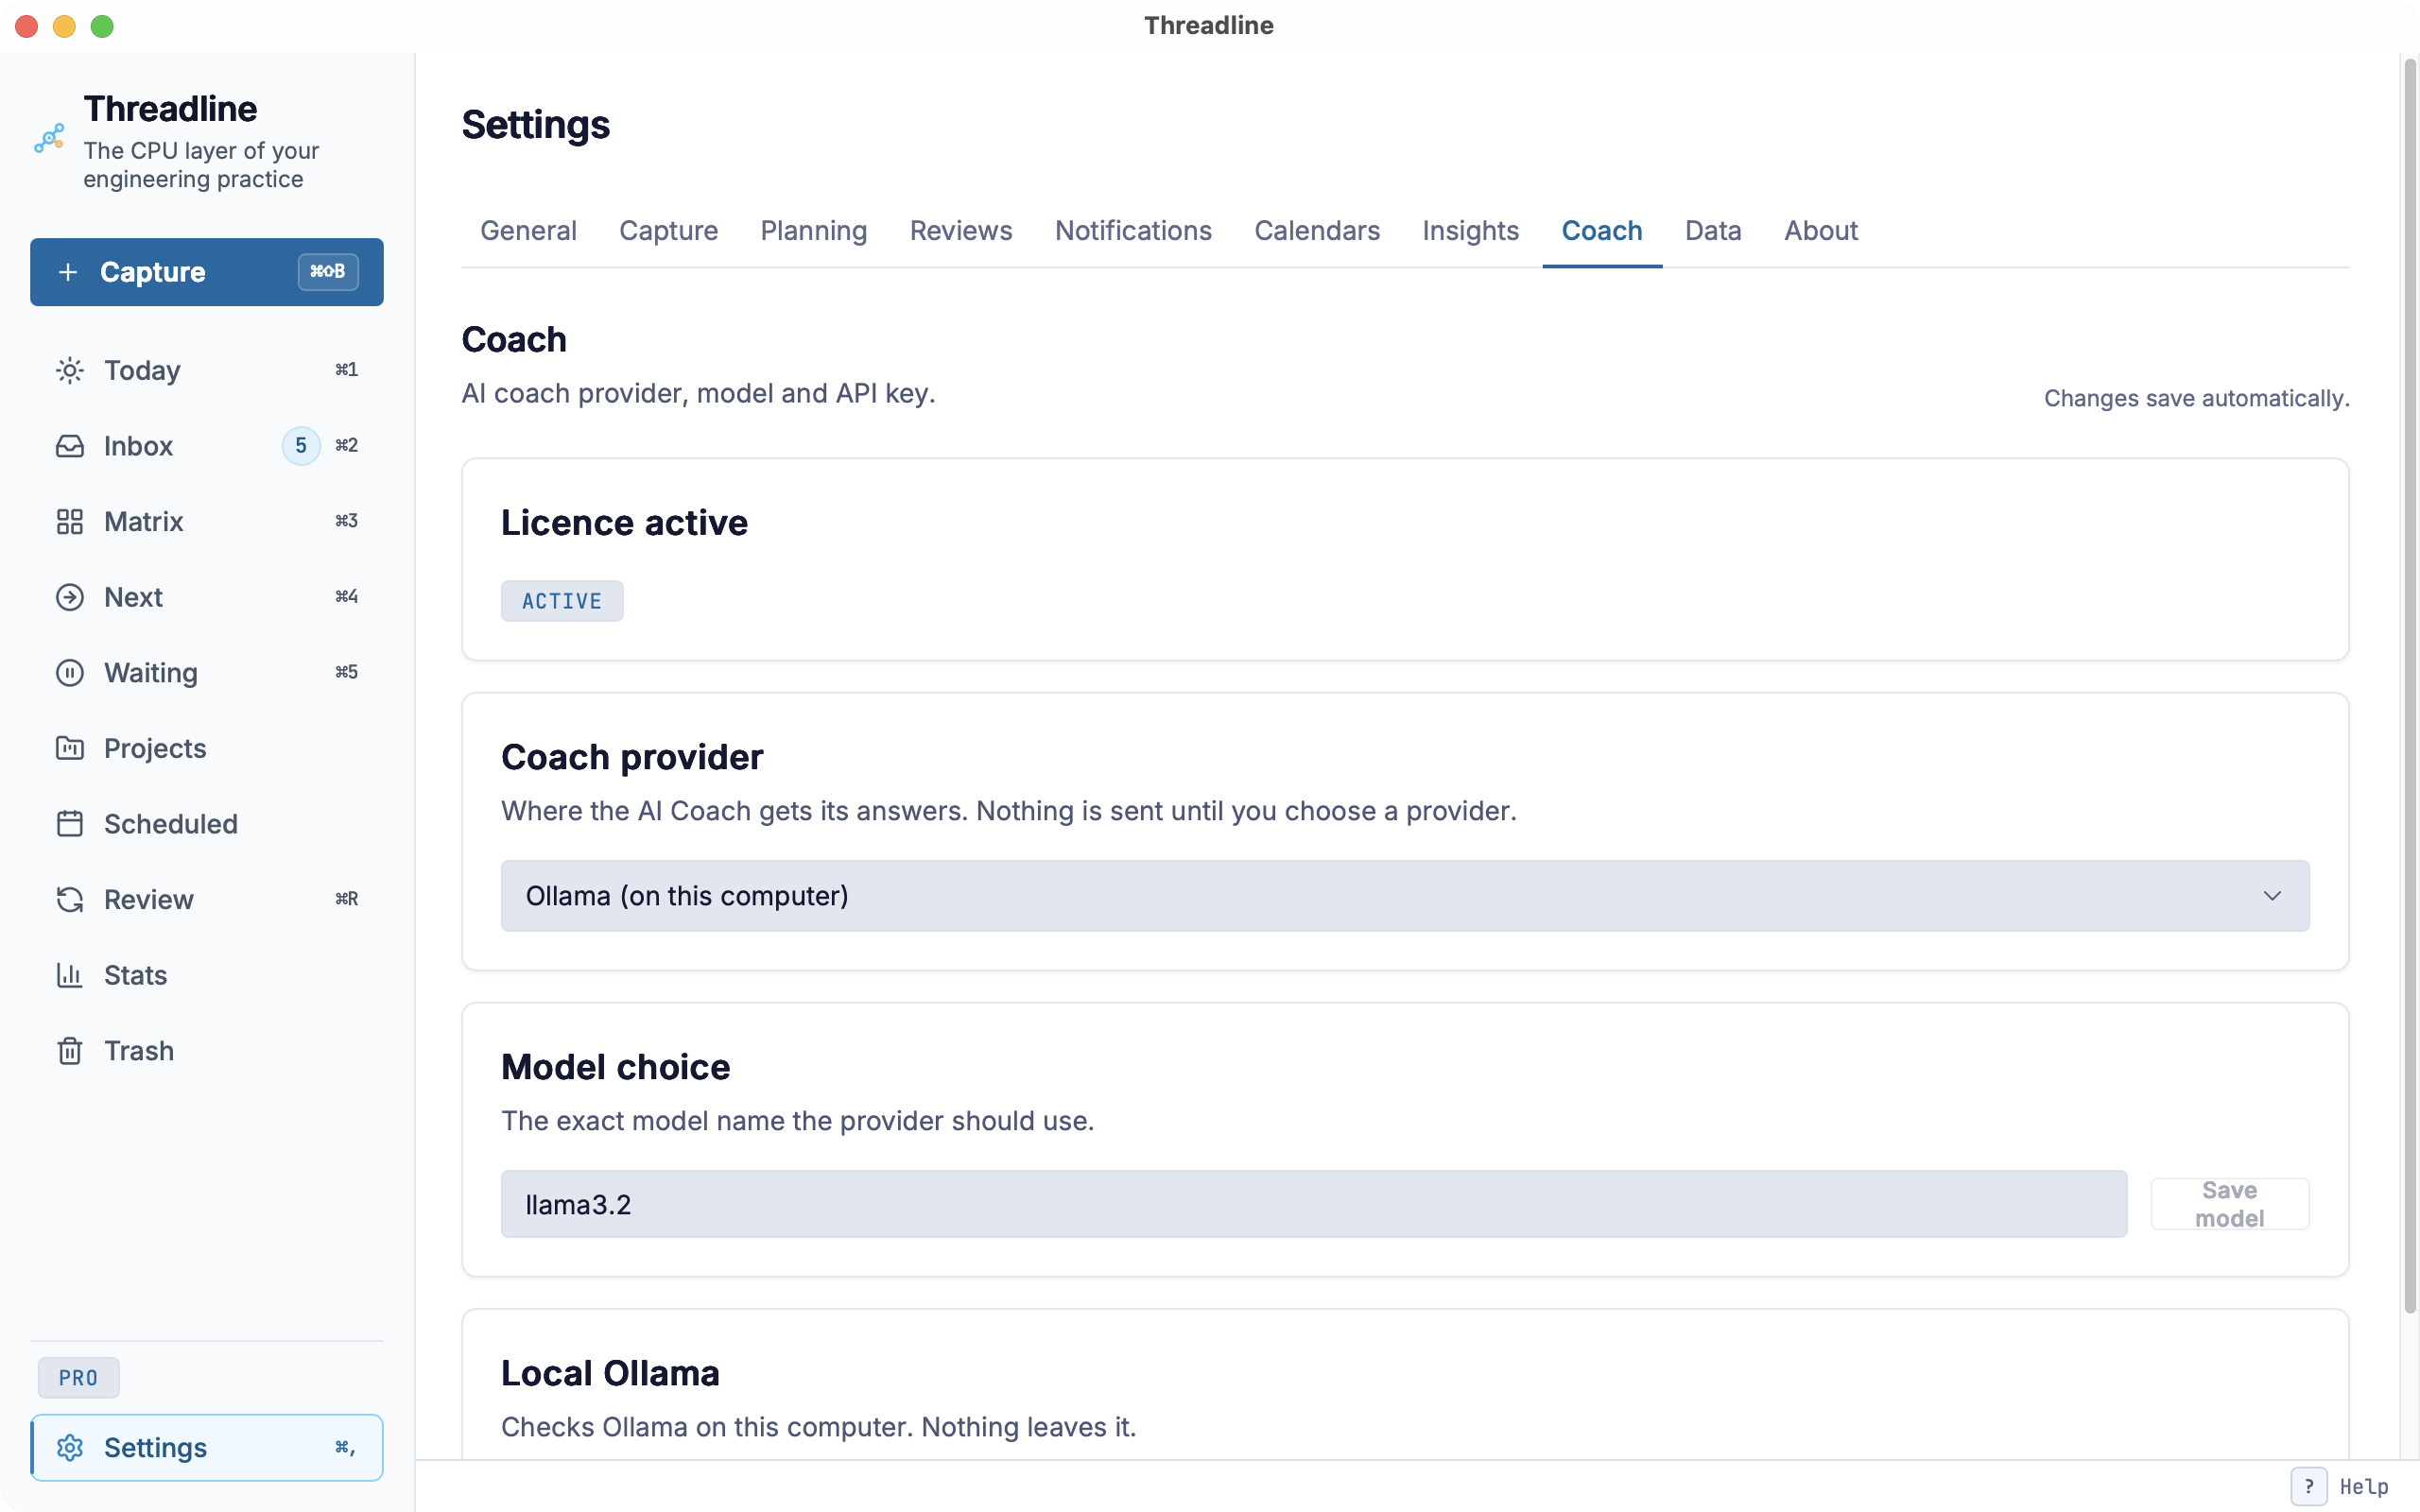 Threadline
Threadline
The CPU layer of your
engineering practice
+ Capture ⌘⇧B
Today ⌘1
Inbox 5 ⌘2
Matrix ⌘3
Next ⌘4
Waiting ⌘5
Projects
Scheduled
Review ⌘R
Stats
Trash
PRO
Settings ⌘,
Settings
General Capture Planning Reviews Notifications Calendars Insights Coach Data About
Coach
AI coach provider, model and API key.
Changes save automatically.
Licence active
ACTIVE
Coach provider
Where the AI Coach gets its answers. Nothing is sent until you choose a provider.
Ollama (on this computer)
Model choice
The exact model name the provider should use.
llama3.2
Save
model
Local Ollama
Checks Ollama on this computer. Nothing leaves it.
? Help